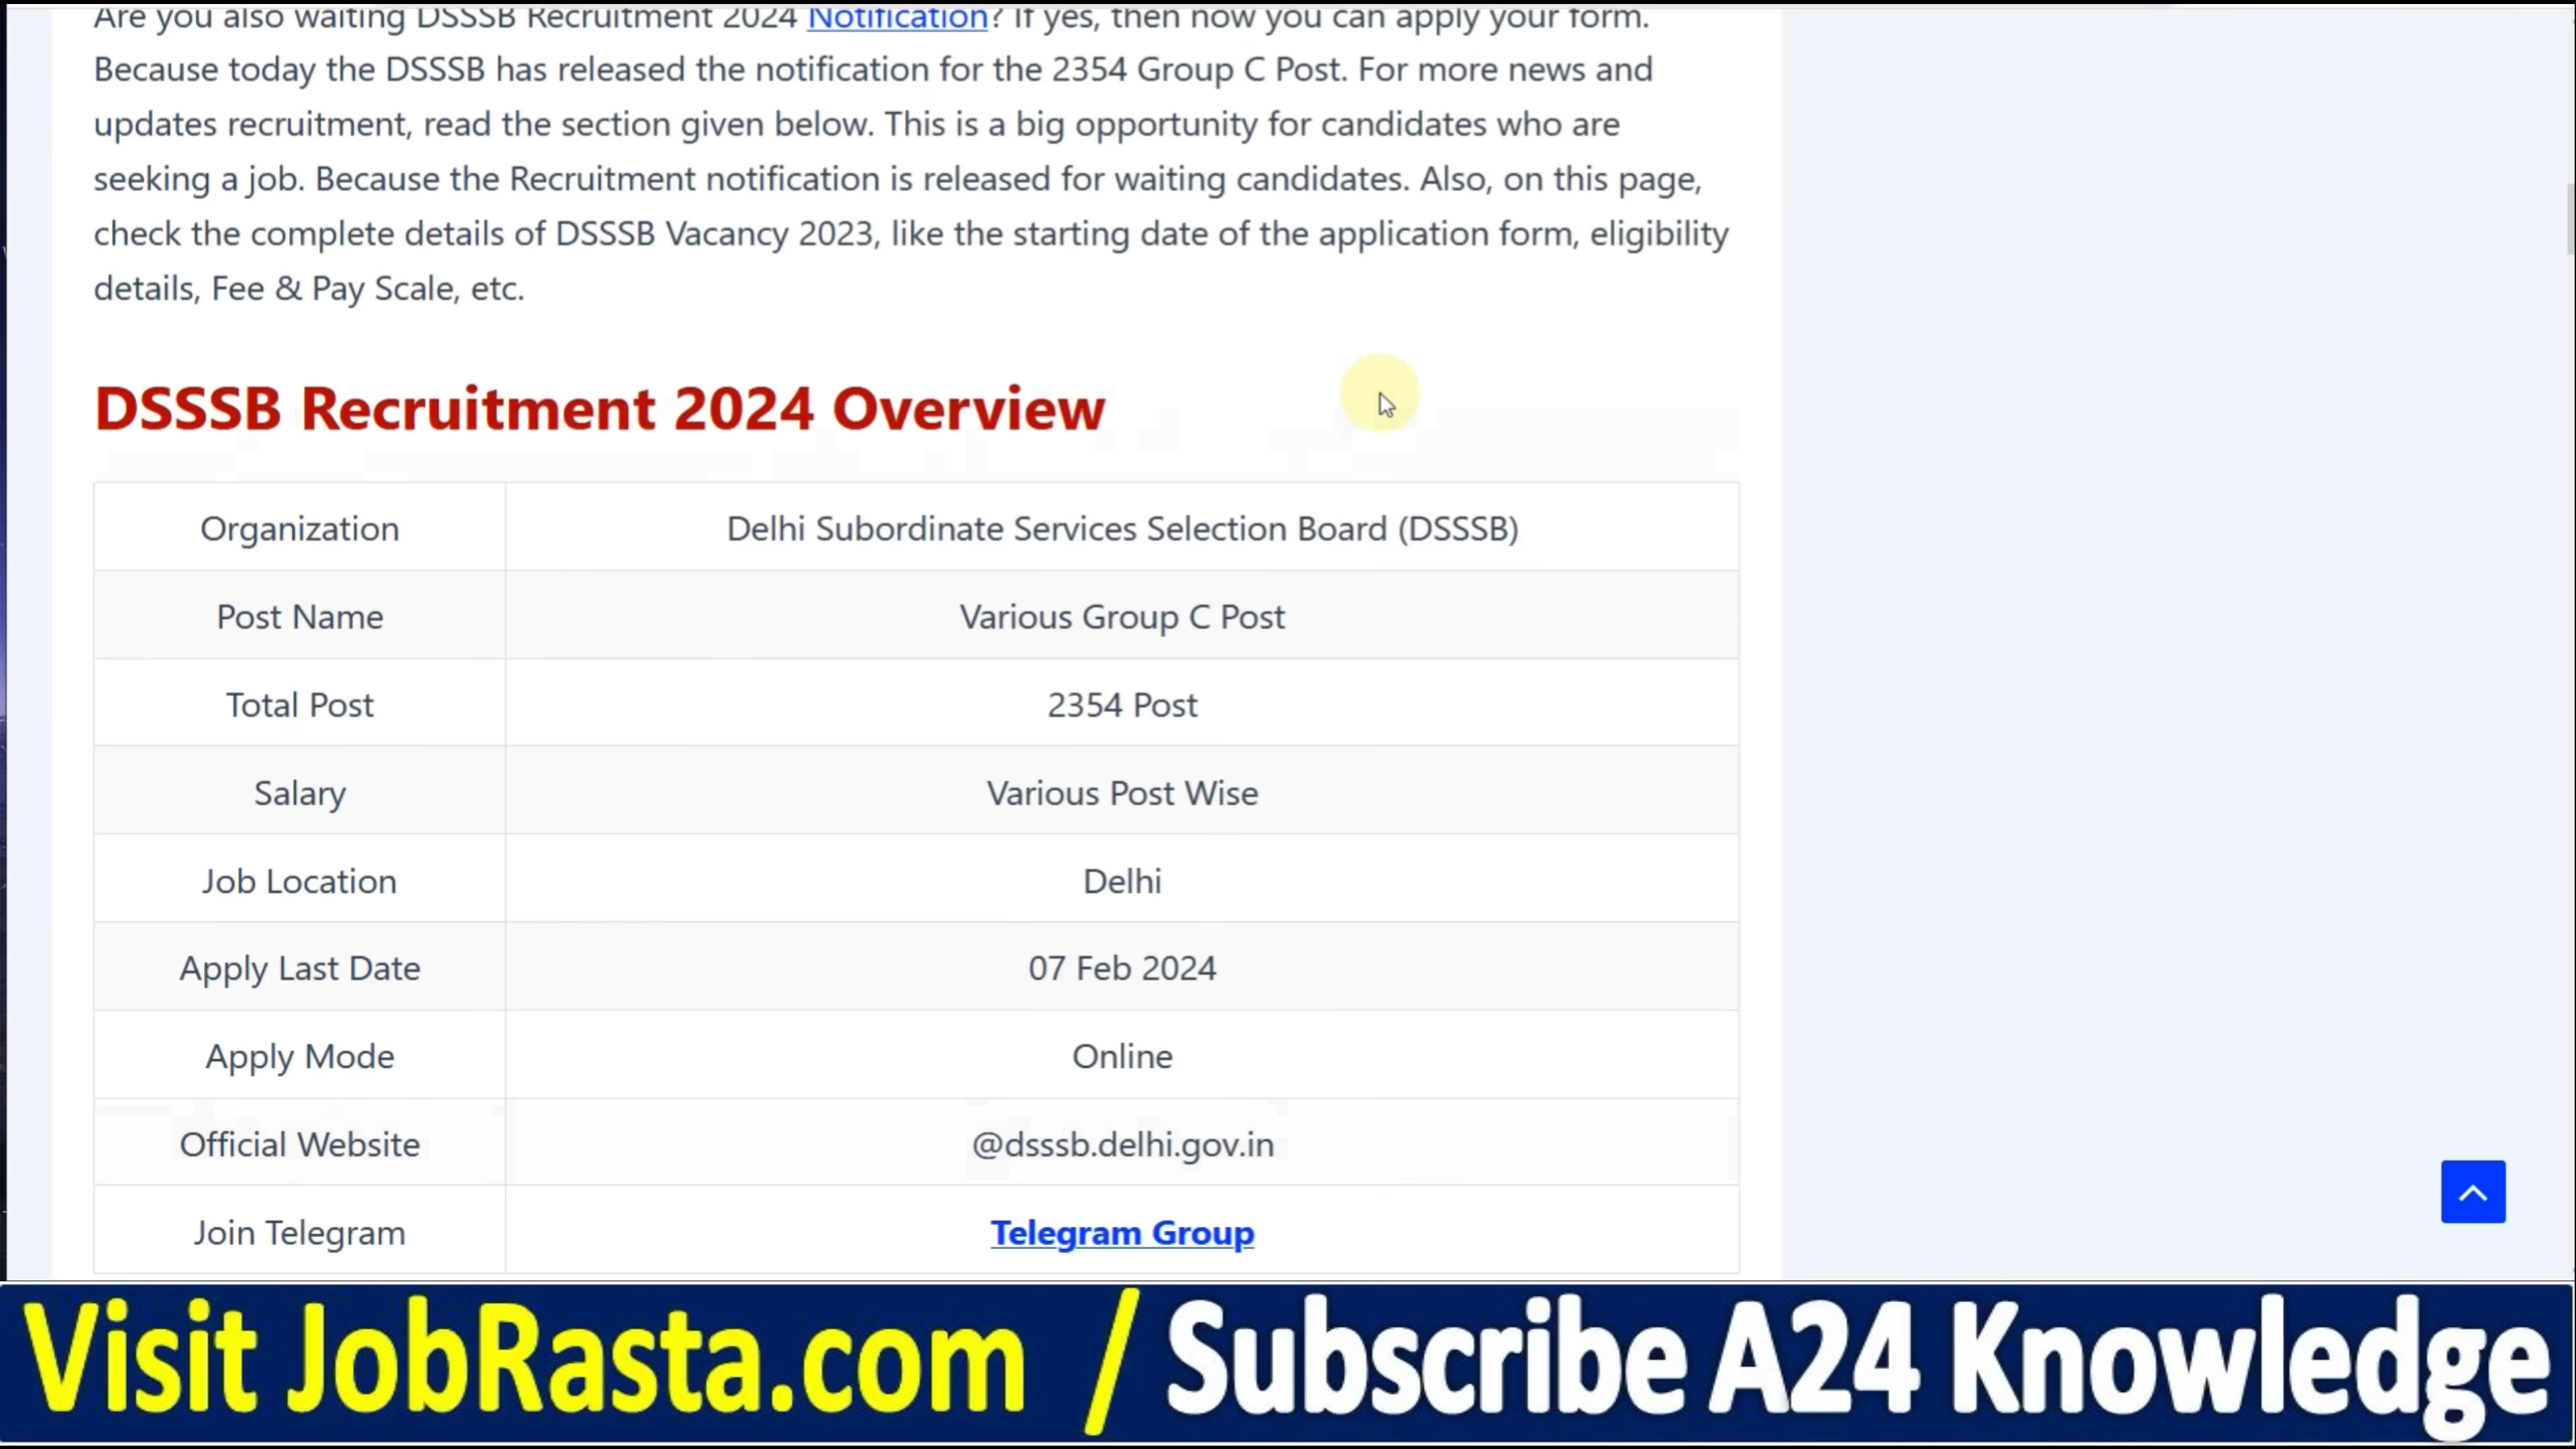 Are you also waiting DSSSB Recruitment 2024 Notification? If yes, then now you can apply your form.
Because today the DSSSB has released the notification for the 2354 Group C Post. For more news and
updates recruitment, read the section given below. This is a big opportunity for candidates who are
seeking a job. Because the Recruitment notification is released for waiting candidates. Also, on this page,
check the complete details of DSSSB Vacancy 2023, like the starting date of the application form, eligibility
details, Fee & Pay Scale, etc.
DSSSB Recruitment 2024 Overview
Organization Delhi Subordinate Services Selection Board (DSSSB)
Post Name Various Group C Post
Total Post 2354 Post
Salary Various Post Wise
Job Location Delhi
Apply Last Date 07 Feb 2024
Apply Mode Online
Official Website @dsssb.delhi.gov.in
Join Telegram Telegram Group
Visit JobRasta.com / Subscribe A24 Knowledge